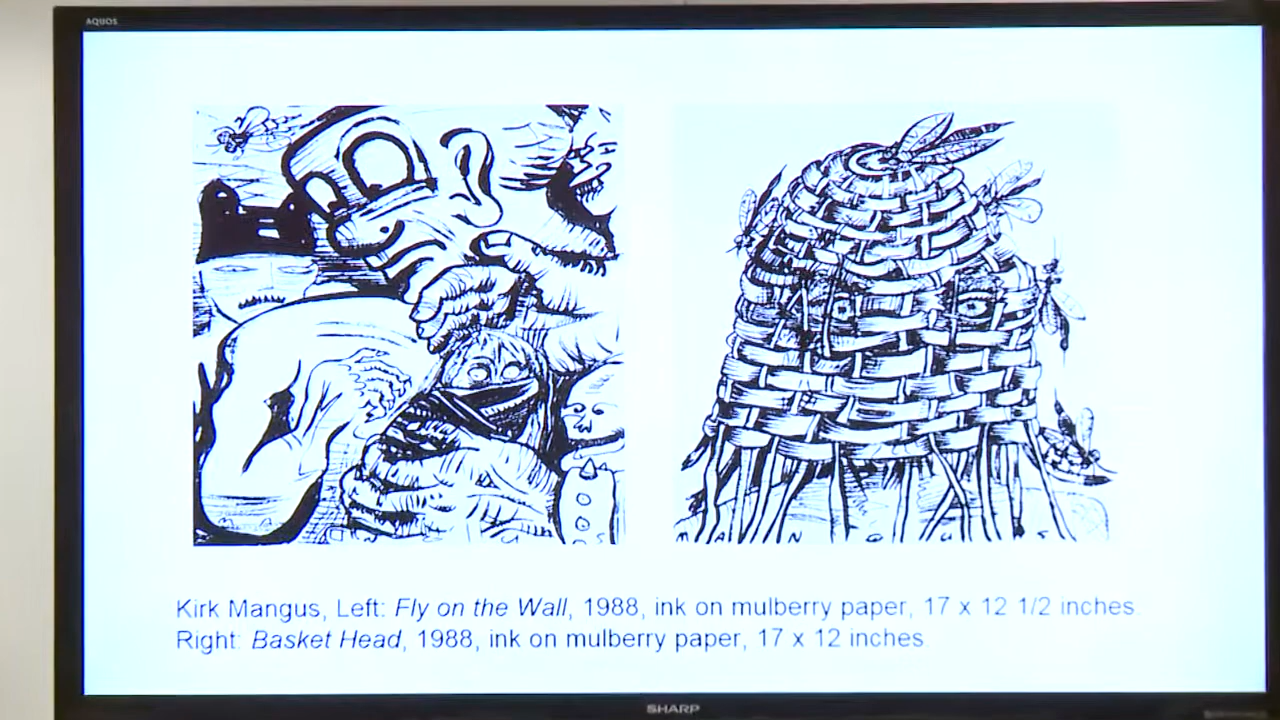 AQUOS
M A N G U S
Kirk Mangus, Left: Fly on the Wall, 1988, ink on mulberry paper, 17 x 12 1/2 inches
Right: Basket Head, 1988, ink on mulberry paper, 17 x 12 inches
SHARP